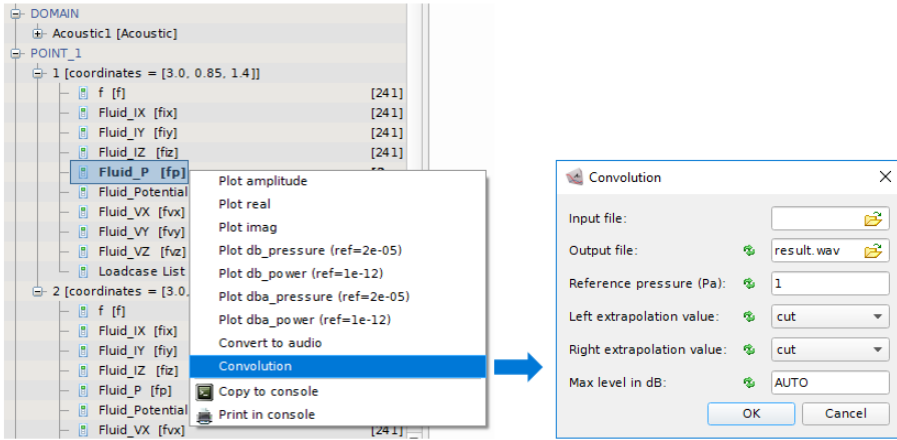 DOMAIN
Acoustic1 [Acoustic]
POINT_1
1 [coordinates = [3.0, 0.85, 1.4]]
f [f] [241]
Fluid_IX [fix] [241]
Fluid_IY [fiy] [241]
Fluid_IZ [fiz] [241]
Fluid_P [fp]
Fluid_Potential
Fluid_VX [fvx]
Fluid_VY [fvy]
Fluid_VZ [fvz]
Loadcase List
2 [coordinates = [3.0,
f [f]
Fluid_IX [fix]
Fluid_IY [fiy]
Fluid_IZ [fiz]
Fluid_P [fp]
Fluid_Potential
Fluid_VX [fvx] [241]
Plot amplitude
Plot real
Plot imag
Plot db_pressure (ref=2e-05)
Plot db_power (ref=1e-12)
Plot dba_pressure (ref=2e-05)
Plot dba_power (ref=1e-12)
Convert to audio
Convolution
Copy to console
Print in console
Convolution
Input file:
Output file: result.wav
Reference pressure (Pa): 1
Left extrapolation value: cut
Right extrapolation value: cut
Max level in dB: AUTO
OK Cancel